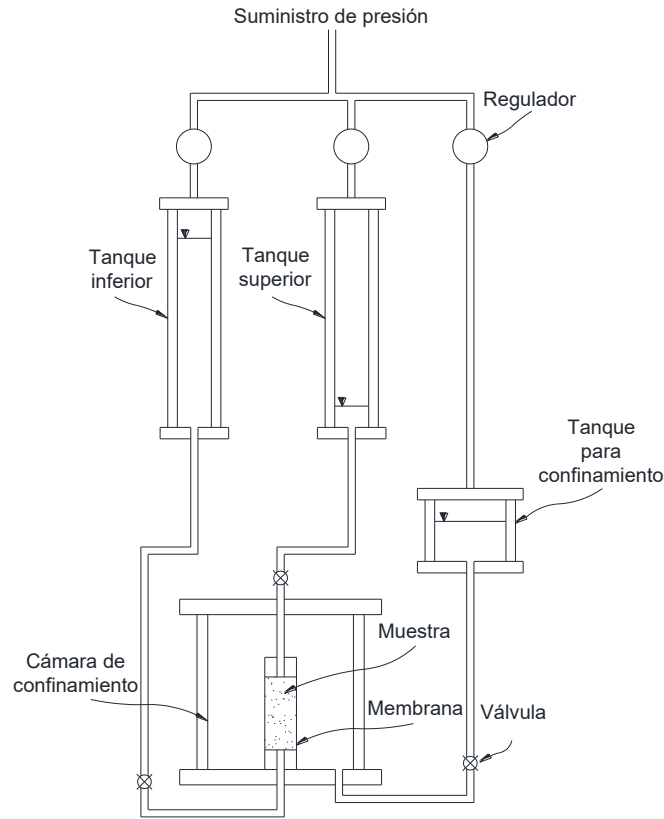 Suministro de presión
Regulador
Tanque
inferior
Tanque
superior
Tanque
para
confinamiento
Cámara de
confinamiento
Muestra
Membrana
Válvula